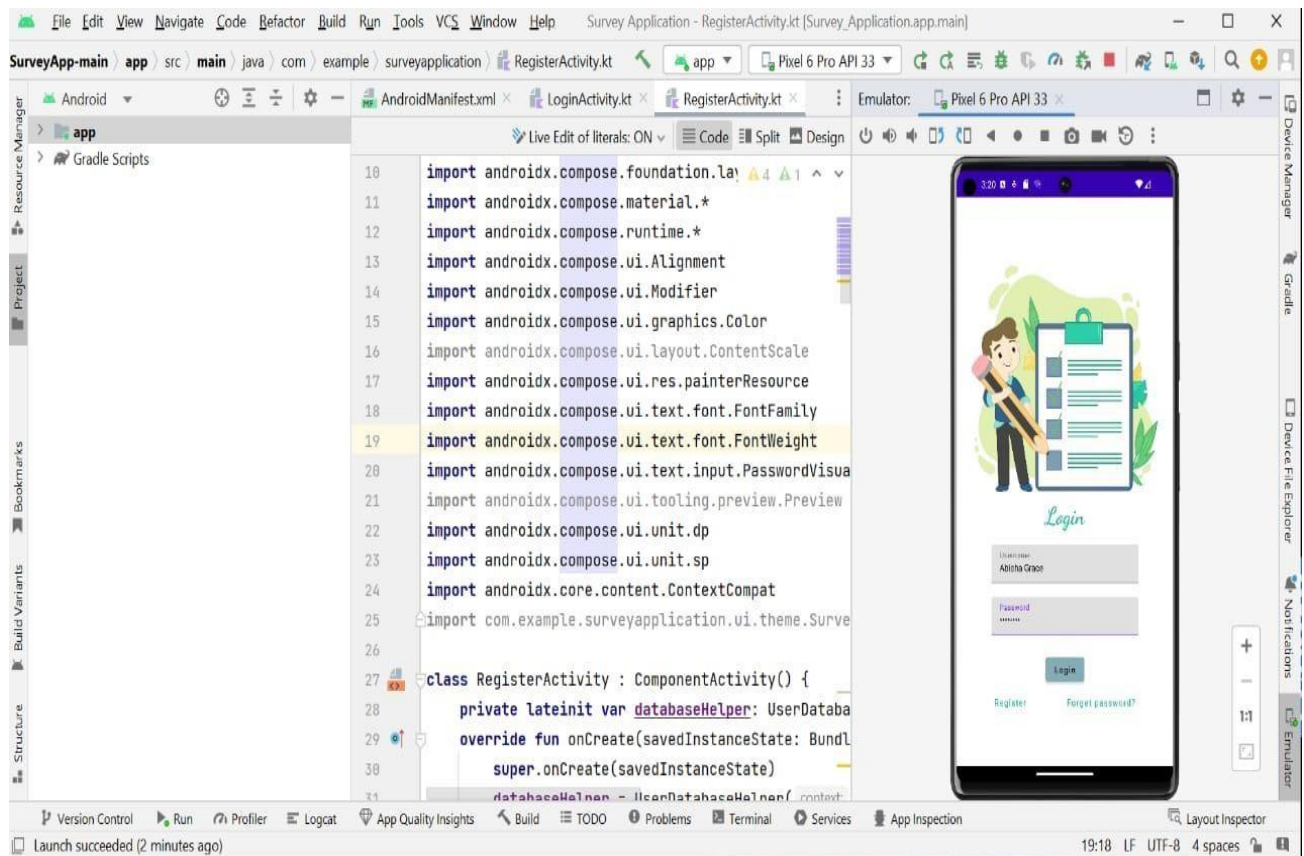 File Edit View Navigate Code Refactor Build Run Tools VCS Window Help Survey Application - RegisterActivity.kt [Survey_Application.app.main]
SurveyApp-main app src main java com example surveyapplication RegisterActivity.kt app Pixel 6 Pro API 33
Android
AndroidManifest.xml LoginActivity.kt RegisterActivity.kt
Emulator: Pixel 6 Pro API 33
app
Gradle Scripts
Live Edit of literals: ON Code Split Design
4 1
10 import androidx.compose.foundation.lay
11 import androidx.compose.material.*
12 import androidx.compose.runtime.*
13 import androidx.compose.ui.Alignment
14 import androidx.compose.ui.Modifier
15 import androidx.compose.ui.graphics.Color
16 import androidx.compose.ui.layout.ContentScale
17 import androidx.compose.ui.res.painterResource
18 import androidx.compose.ui.text.font.FontFamily
19 import androidx.compose.ui.text.font.FontWeight
20 import androidx.compose.ui.text.input.PasswordVisua
21 import androidx.compose.ui.tooling.preview.Preview
22 import androidx.compose.ui.unit.dp
23 import androidx.compose.ui.unit.sp
24 import androidx.core.content.ContextCompat
25 import com.example.surveyapplication.ui.theme.Surve
26
27 class RegisterActivity : ComponentActivity() {
28 private lateinit var databaseHelper: UserDataba
29 override fun onCreate(savedInstanceState: Bundl
30 super.onCreate(savedInstanceState)
31 databaseHelper = UserDatabaseHelper( context:
3:20
Login
Username
Abisha Grace
Password
••••••••
Login
Register Forget password?
1:1
Resource Manager
Project
Bookmarks
Build Variants
Structure
Device Manager
Gradle
Device File Explorer
Notifications
Emulator
Version Control Run Profiler Logcat App Quality Insights Build TODO Problems Terminal Services App Inspection Layout Inspector
Launch succeeded (2 minutes ago)
19:18 LF UTF-8 4 spaces